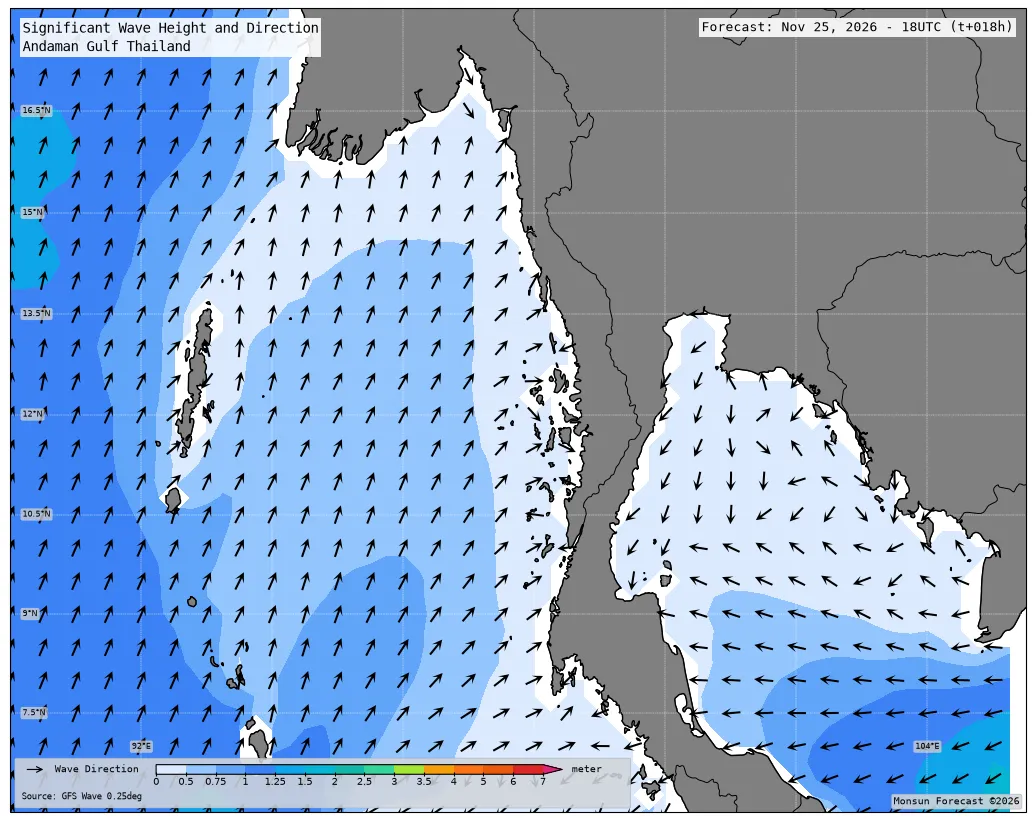 Significant Wave Height and Direction
Andaman Gulf Thailand
Forecast: Nov 25, 2026 - 18UTC (t+018h)
16.5°N
15°N
13.5°N
12°N
10.5°N
9°N
7.5°N
92°E
104°E
Wave Direction
meter
0.5 0.75 1 1.25 1.5 2 2.5 3 3.5 4 5 6 7
Source: GFS Wave 0.25deg
Monsun Forecast ©2026